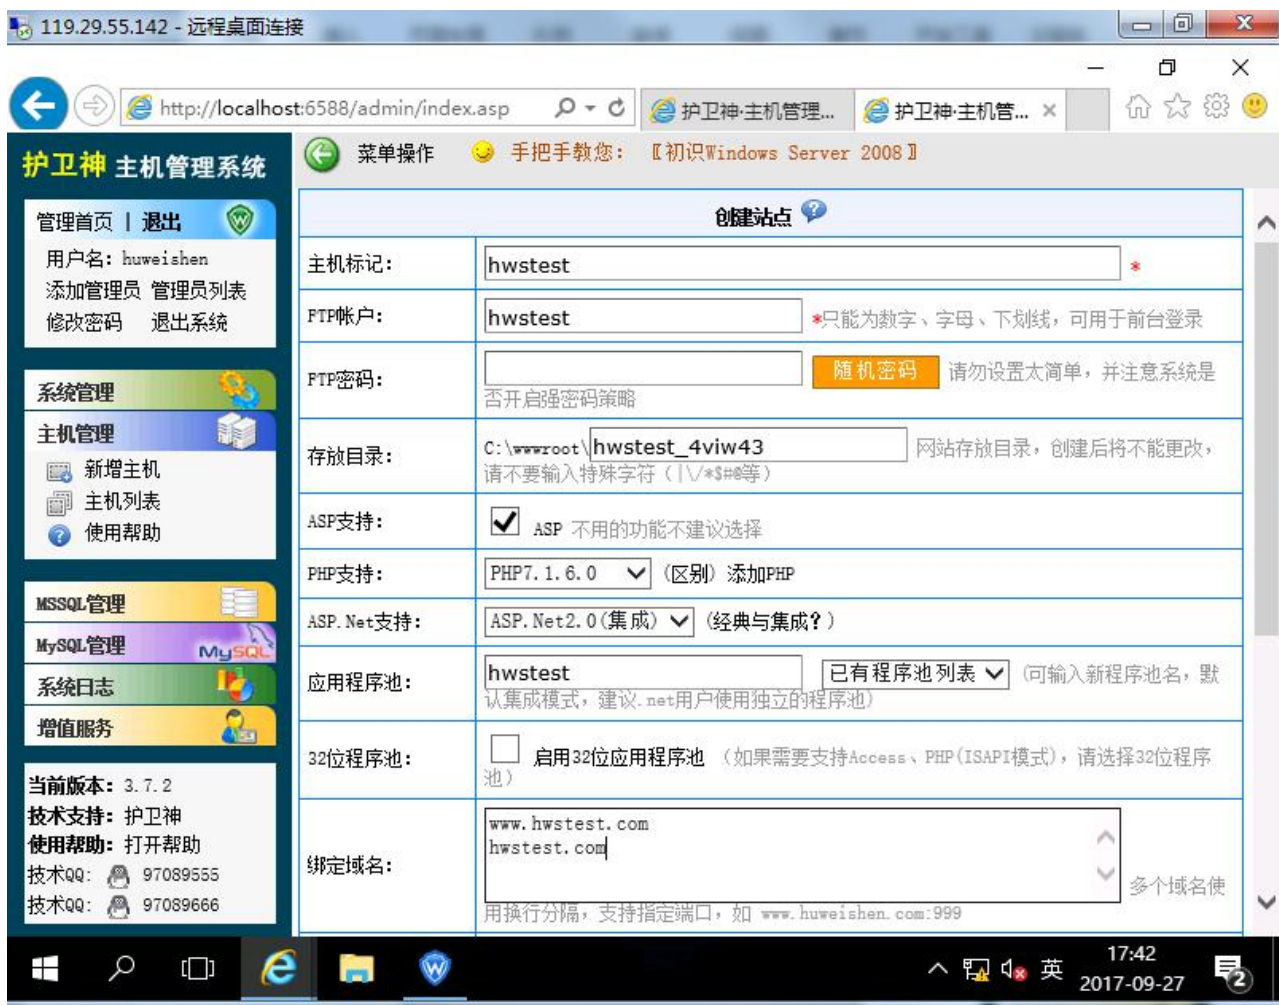 119.29.55.142 - 远程桌面连接
http://localhost:6588/admin/index.asp
护卫神·主机管理...
护卫神·主机管... ×
护卫神 主机管理系统
菜单操作
手把手教您：〖初识Windows Server 2008〗
管理首页 | 退出
用户名：huweishen
添加管理员 管理员列表
修改密码 退出系统
系统管理
主机管理
新增主机
主机列表
使用帮助
MSSQL管理
MySQL管理
MySQL
系统日志
增值服务
当前版本：3.7.2
技术支持：护卫神
使用帮助：打开帮助
技术QQ: 97089555
技术QQ: 97089666
创建站点
主机标记：
hwstest *
FTP帐户：
hwstest *只能为数字、字母、下划线，可用于前台登录
FTP密码：
随机密码 请勿设置太简单，并注意系统是
否开启强密码策略
存放目录：
C:\wwwroot\ hwstest_4viw43 网站存放目录，创建后将不能更改，
请不要输入特殊字符（|\/*$#@等）
ASP支持：
ASP 不用的功能不建议选择
PHP支持：
PHP7.1.6.0 (区别) 添加PHP
ASP.Net支持：
ASP.Net2.0(集成) (经典与集成？)
应用程序池：
hwstest 已有程序池列表 (可输入新程序池名，默
认集成模式，建议.net用户使用独立的程序池)
32位程序池：
启用32位应用程序池 （如果需要支持Access、PHP(ISAPI模式)，请选择32位程序
池）
绑定域名：
www.hwstest.com
hwstest.com
多个域名使
用换行分隔，支持指定端口，如 www.huweishen.com:999
英
17:42
2017-09-27
2